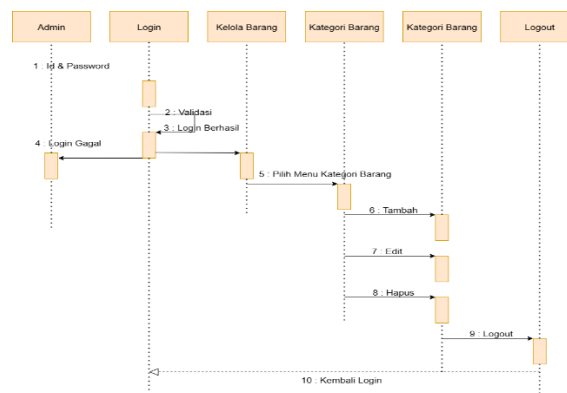 Admin
Login
Kelola Barang
Kategori Barang
Kategori Barang
Logout
1 : Id & Password
2 : Validasi
3 : Login Berhasil
4 : Login Gagal
5 : Pilih Menu Kategori Barang
6 : Tambah
7 : Edit
8 : Hapus
9 : Logout
10 : Kembali Login